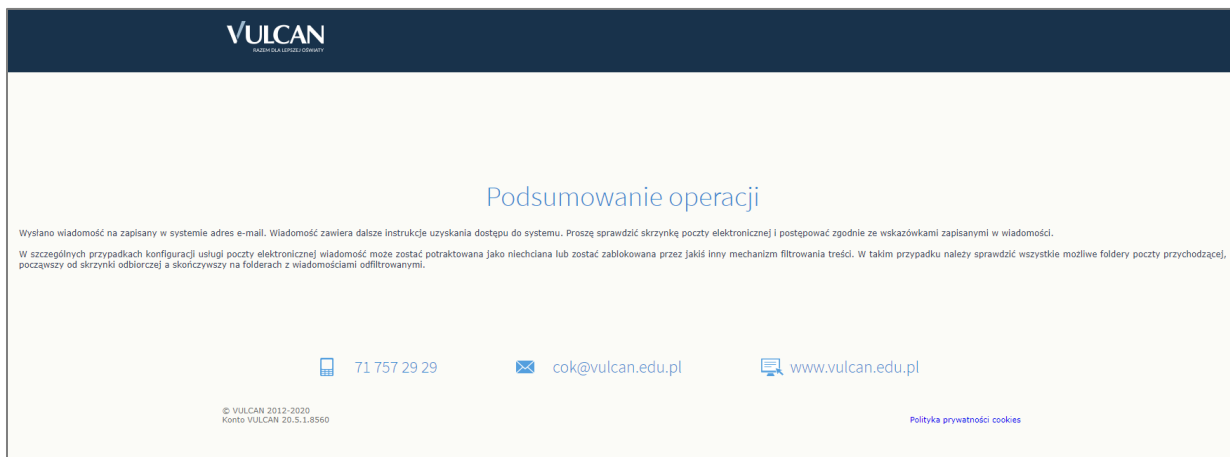 VULCAN
RAZEM DLA LEPSZEJ OŚWIATY
Podsumowanie operacji
Wysłano wiadomość na zapisany w systemie adres e-mail. Wiadomość zawiera dalsze instrukcje uzyskania dostępu do systemu. Proszę sprawdzić skrzynkę poczty elektronicznej i postępować zgodnie ze wskazówkami zapisanymi w wiadomości.
W szczególnych przypadkach konfiguracji usługi poczty elektronicznej wiadomość może zostać potraktowana jako niechciana lub zostać zablokowana przez jakiś inny mechanizm filtrowania treści. W takim przypadku należy sprawdzić wszystkie możliwe foldery poczty przychodzącej,
począwszy od skrzynki odbiorczej a skończywszy na folderach z wiadomościami odfiltrowanymi.
71 757 29 29 cok@vulcan.edu.pl www.vulcan.edu.pl
© VULCAN 2012-2020
Konto VULCAN 20.5.1.8560 Polityka prywatności cookies